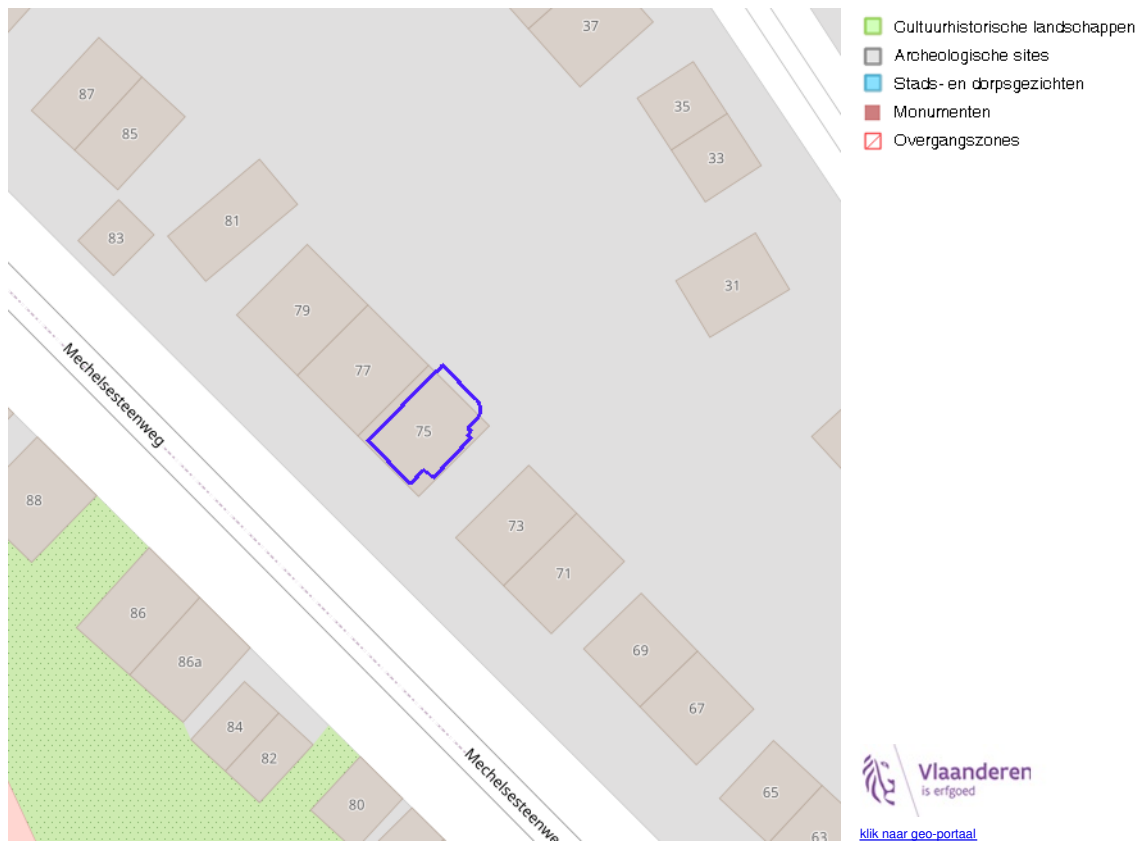 37
87
35
85
33
81
83
31
79
77
75
Mechelsesteenweg
88
73
71
86
69
86a
67
84
82
Mechelsesteenwe
65
80
63
Cultuurhistorische landschappen
Archeologische sites
Stads- en dorpsgezichten
Monumenten
Overgangszones
Vlaanderen
is erfgoed
klik naar geo-portaal